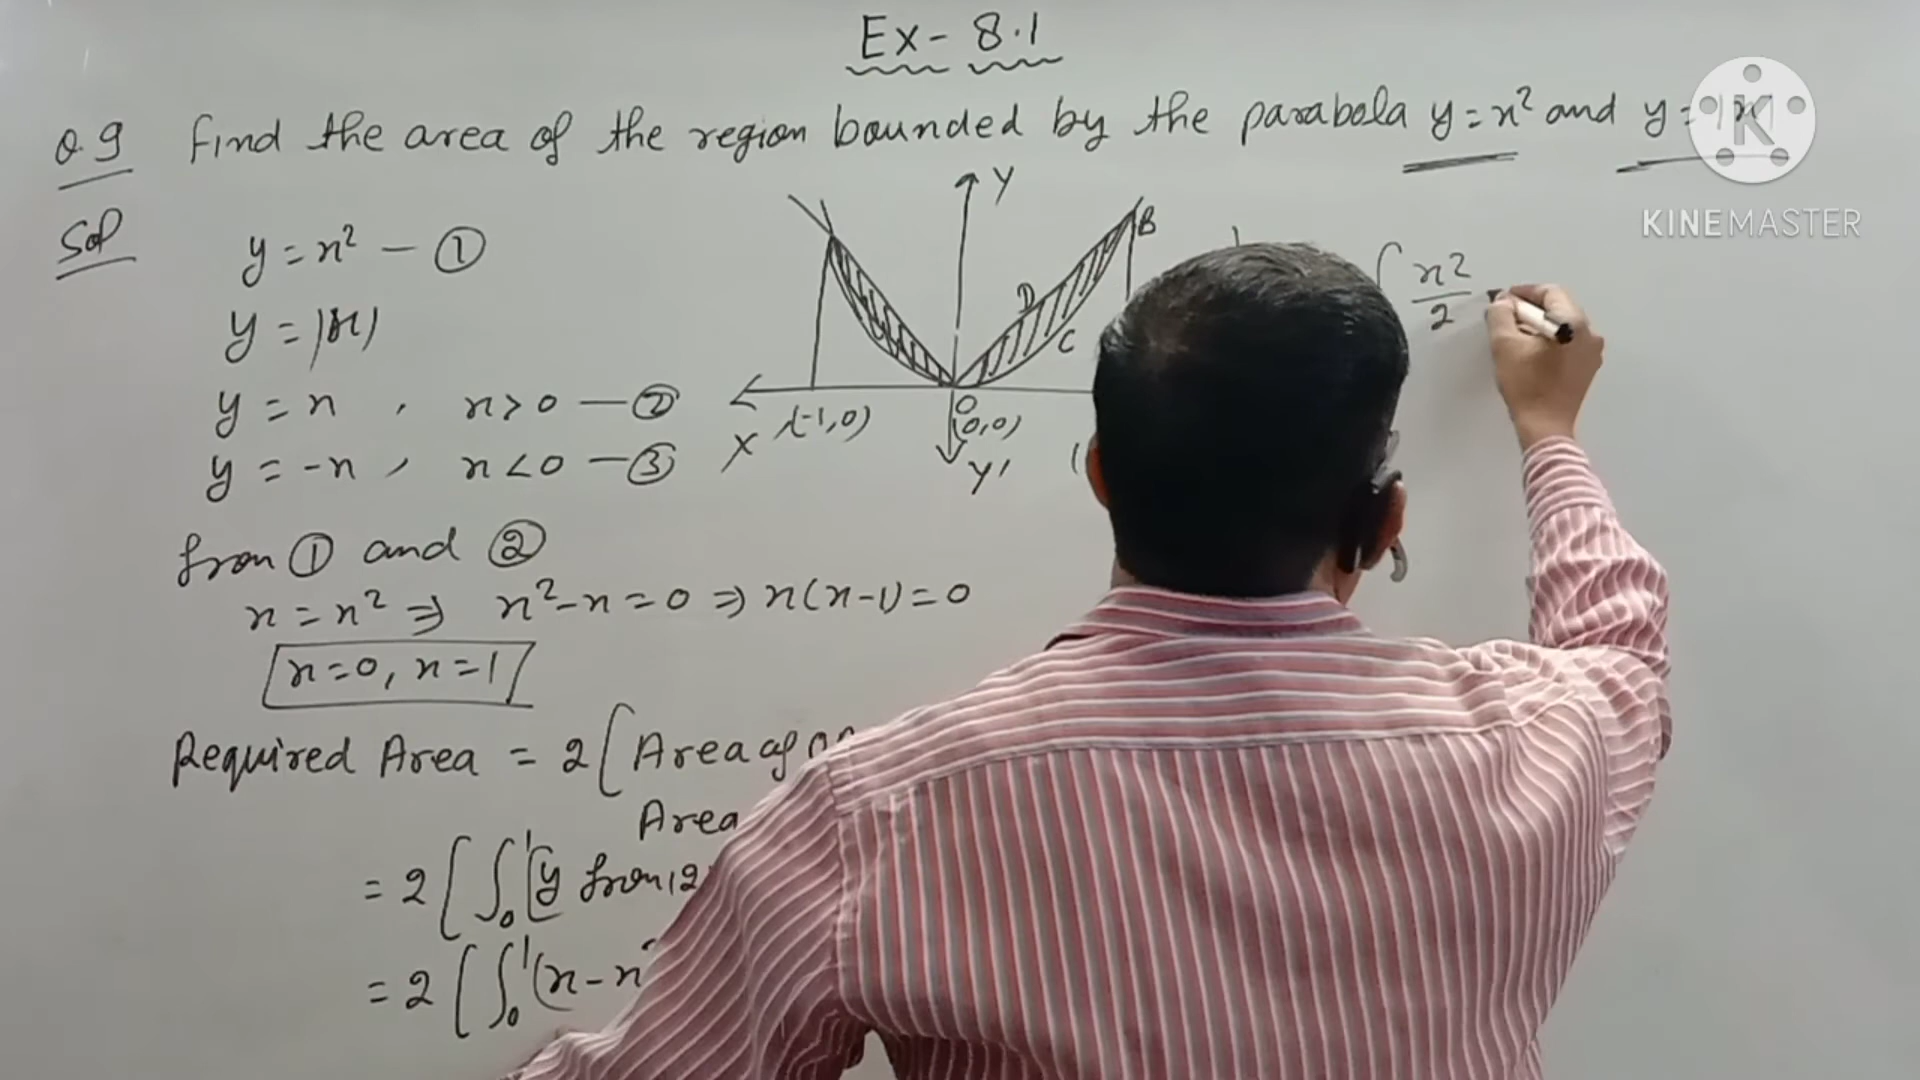 Ex- 8.1
Q.9 Find the area of the region bounded by the parabola y = x² and y = |x|
Sol
y = x² — ①
y = |x|
y = x , x > 0 — ②
y = -x , x < 0 — ③
from ① and ②
x = x² ⇒ x² - x = 0 ⇒ x(x-1) = 0
x = 0, x = 1
Required Area = 2[Area of
Area
= 2[∫₀¹[y from (2)
= 2[∫₀¹(x - x²
Y
B
D
C
O
(0,0)
(-1,0)
X
Y'
x²/2
K
KINEMASTER